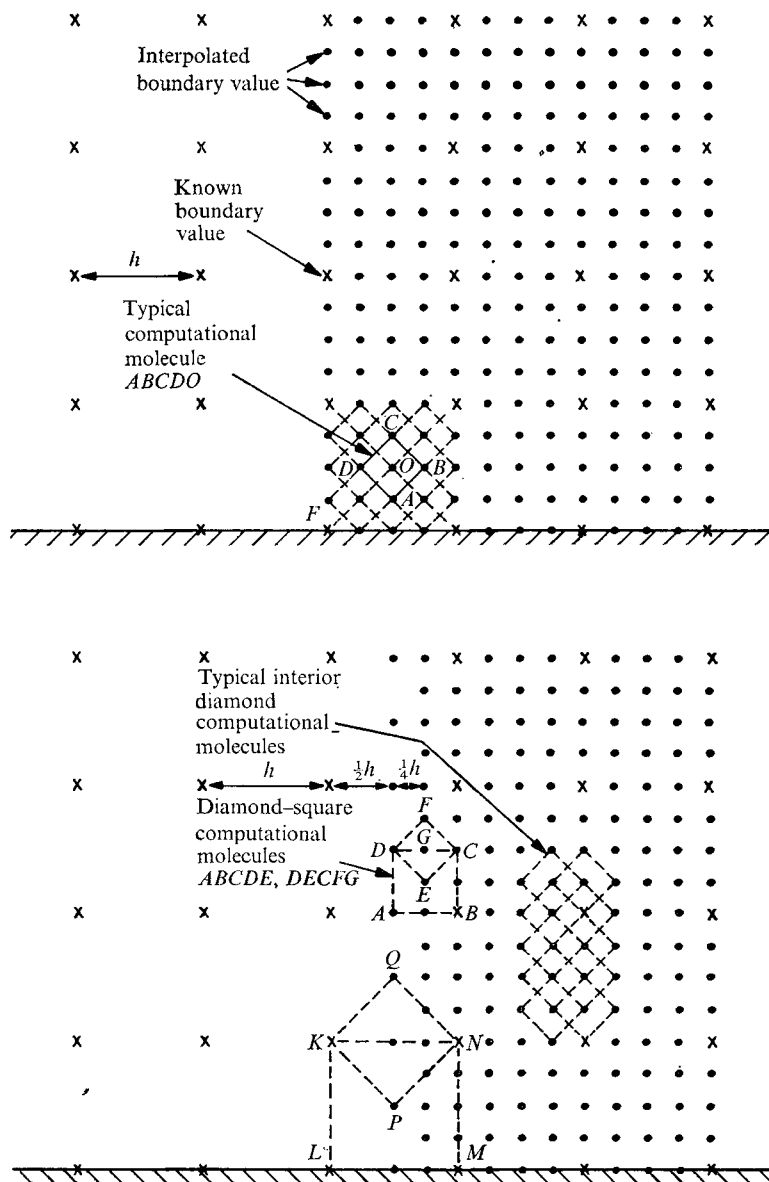 Interpolated
boundary value
Known
boundary
value
h
Typical
computational
molecule
ABCDO
C
D
O
B
A
F
Typical interior
diamond
computational
molecules
h
½h
¼h
Diamond–square
computational
molecules
ABCDE, DECFG
F
D
G
C
E
A
B
Q
K
N
P
L
M